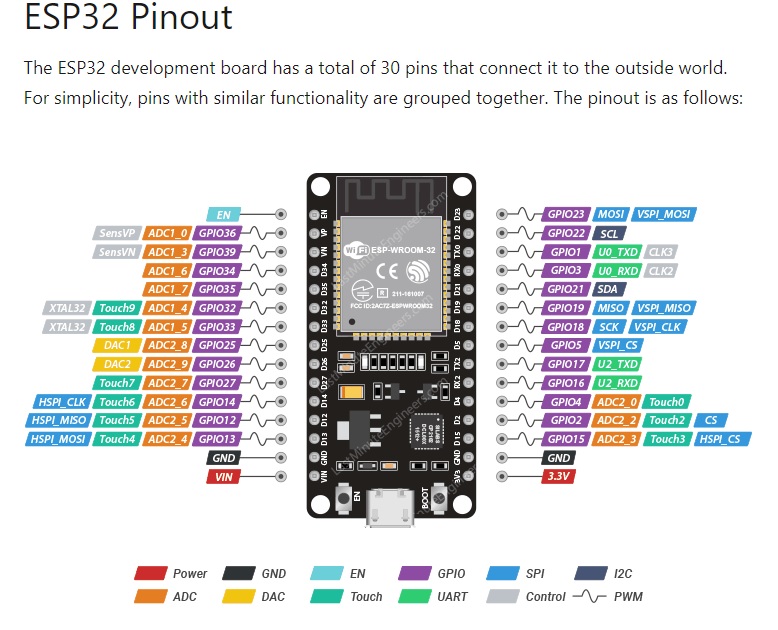 ESP32 Pinout
The ESP32 development board has a total of 30 pins that connect it to the outside world.
For simplicity, pins with similar functionality are grouped together. The pinout is as follows:
EN
SensVP ADC1_0 GPIO36
SensVN ADC1_3 GPIO39
ADC1_6 GPIO34
ADC1_7 GPIO35
XTAL32 Touch9 ADC1_4 GPIO32
XTAL32 Touch8 ADC1_5 GPIO33
DAC1 ADC2_8 GPIO25
DAC2 ADC2_9 GPIO26
Touch7 ADC2_7 GPIO27
HSPI_CLK Touch6 ADC2_6 GPIO14
HSPI_MISO Touch5 ADC2_5 GPIO12
HSPI_MOSI Touch4 ADC2_4 GPIO13
GND
VIN
EN
VP
VN
D34
D35
D32
D33
D25
D26
D27
D14
D12
D13
GND
VIN
LastMinuteEngineers.com
WiFi ESP-WROOM-32
CE
R 211-161007
FCC ID:2AC7Z-ESPWROOM32
EN
BOOT
D23
D22
TX0
RX0
D21
D19
D18
D5
TX2
RX2
D4
D2
D15
GND
3V3
GPIO23 MOSI VSPI_MOSI
GPIO22 SCL
GPIO1 U0_TXD CLK3
GPIO3 U0_RXD CLK2
GPIO21 SDA
GPIO19 MISO VSPI_MISO
GPIO18 SCK VSPI_CLK
GPIO5 VSPI_CS
GPIO17 U2_TXD
GPIO16 U2_RXD
GPIO4 ADC2_0 Touch0
GPIO2 ADC2_2 Touch2 CS
GPIO15 ADC2_3 Touch3 HSPI_CS
GND
3.3V
Power GND EN GPIO SPI I2C
ADC DAC Touch UART Control PWM